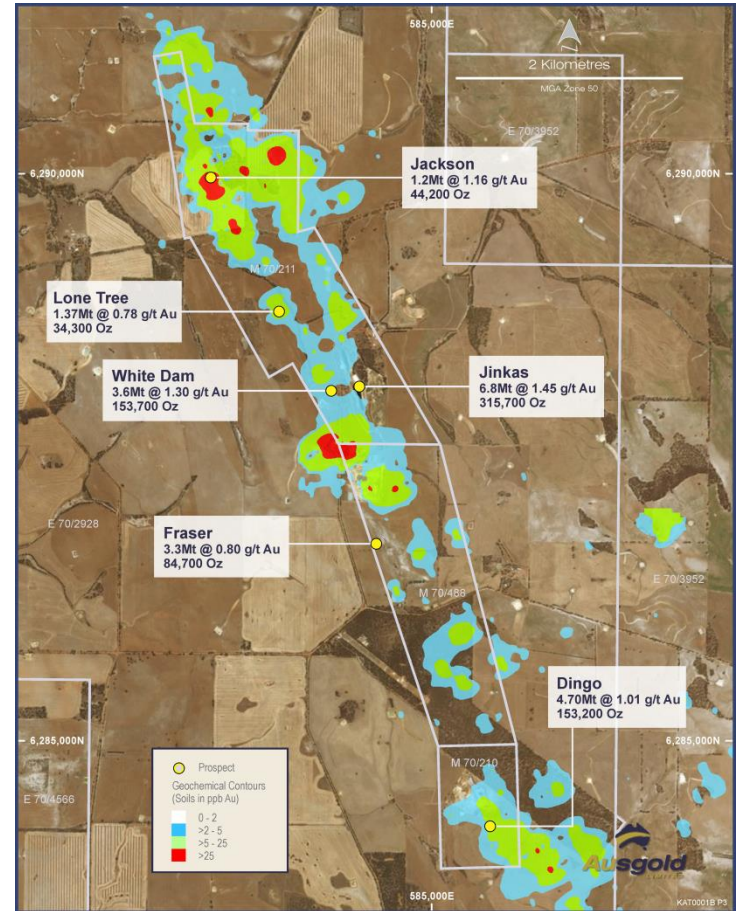 585,000E
2 Kilometres
MGA Zone 50
E 70/3952
6,290,000N
6,290,000N
Jackson
1.2Mt @ 1.16 g/t Au
44,200 Oz
M 70/211
Lone Tree
1.37Mt @ 0.78 g/t Au
34,300 Oz
White Dam
3.6Mt @ 1.30 g/t Au
153,700 Oz
Jinkas
6.8Mt @ 1.45 g/t Au
315,700 Oz
E 70/2928
Fraser
3.3Mt @ 0.80 g/t Au
84,700 Oz
E 70/3952
M 70/488
Dingo
4.70Mt @ 1.01 g/t Au
153,200 Oz
6,285,000N
6,285,000N
M 70/210
E 70/4566
Prospect
Geochemical Contours
(Soils in ppb Au)
0 - 2
>2 - 5
>5 - 25
>25
Ausgold
585,000E
KAT0001B P3